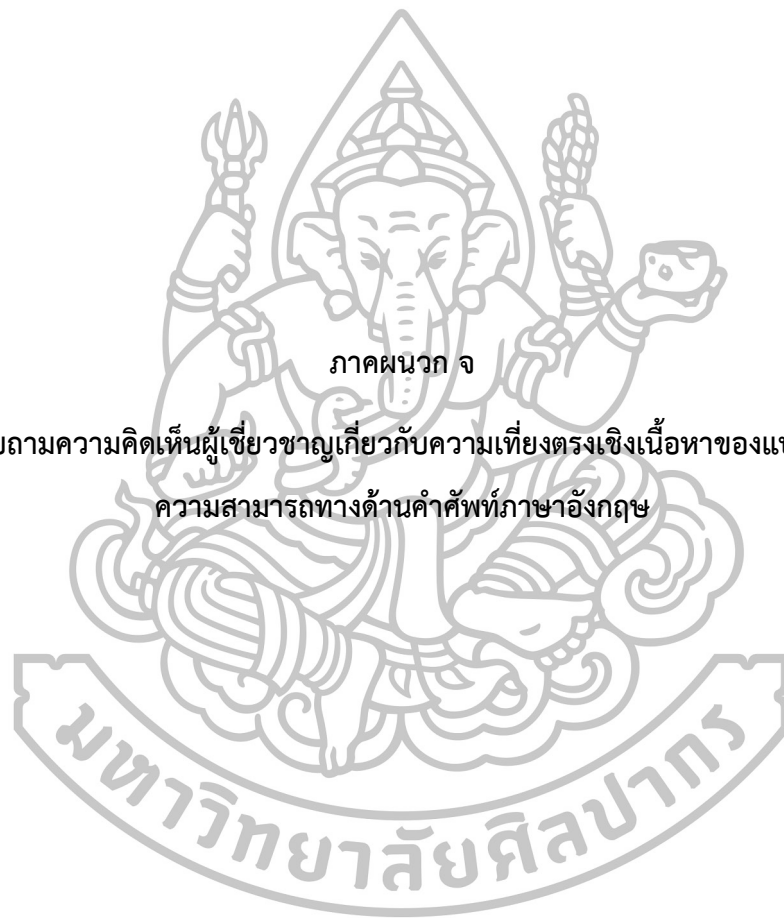 ภาคผนวก จ
ถามความคิดเห็นผู้เชี่ยวชาญเกี่ยวกับความเที่ยงตรงเชิงเนื้อหาของ
ความสามารถทางด้านคำศัพท์ภาษาอังกฤษ
มหาวิทยาลัยศิลปากร